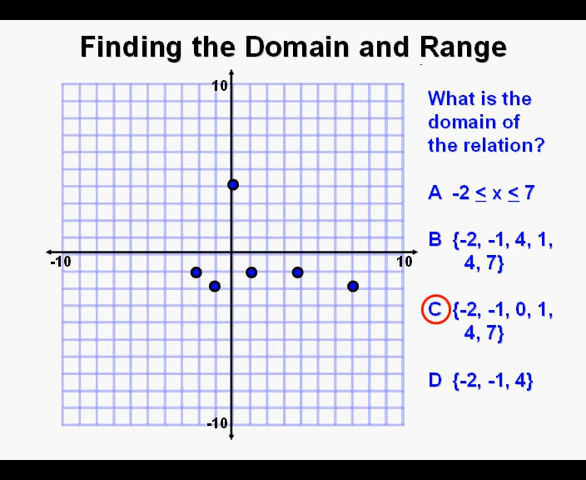 Finding the Domain and Range
10
What is the
domain of
the relation?
A -2 ≤ x ≤ 7
B {-2, -1, 4, 1,
4, 7}
-10
10
C {-2, -1, 0, 1,
4, 7}
D {-2, -1, 4}
-10